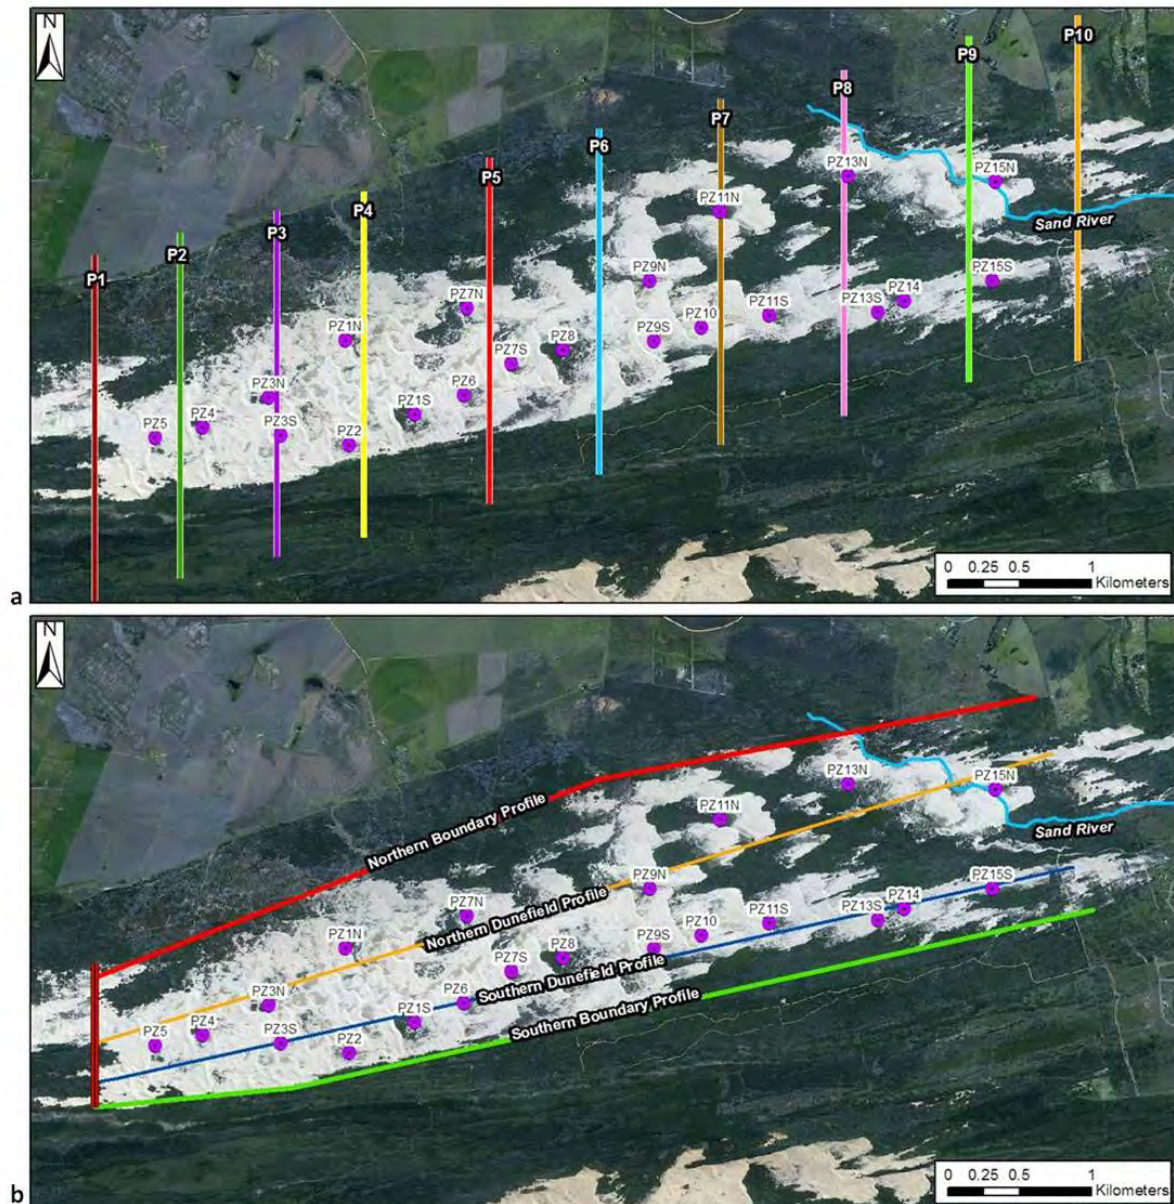 N
P1
P2
P3
P4
P5
P6
P7
P8
P9
P10
PZ13N
PZ15N
PZ11N
Sand River
PZ9N
PZ15S
PZ7N
PZ14
PZ13S
PZ11S
PZ10
PZ1N
PZ9S
PZ8
PZ7S
PZ3N
PZ6
PZ1S
PZ4
PZ5
PZ3S
PZ2
0 0.25 0.5 1
Kilometers
a
N
PZ13N
PZ15N
PZ11N
Sand River
Northern Boundary Profile
PZ9N
PZ15S
PZ7N
PZ14
PZ13S
PZ11S
Northern Dunefield Profile
PZ10
PZ1N
PZ9S
PZ8
PZ7S
Southern Dunefield Profile
PZ3N
PZ6
Southern Boundary Profile
PZ1S
PZ4
PZ5
PZ3S
PZ2
0 0.25 0.5 1
Kilometers
b